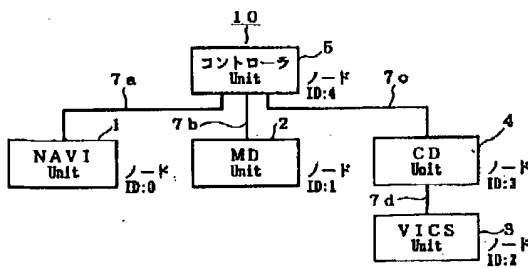 10
5
コントローラ
Unit
ノード
ID:4
7a
7b
7c
1
NAVI
Unit
ノード
ID:0
2
MD
Unit
ノード
ID:1
4
CD
Unit
ノード
ID:3
7d
3
VICS
Unit
ノード
ID:2